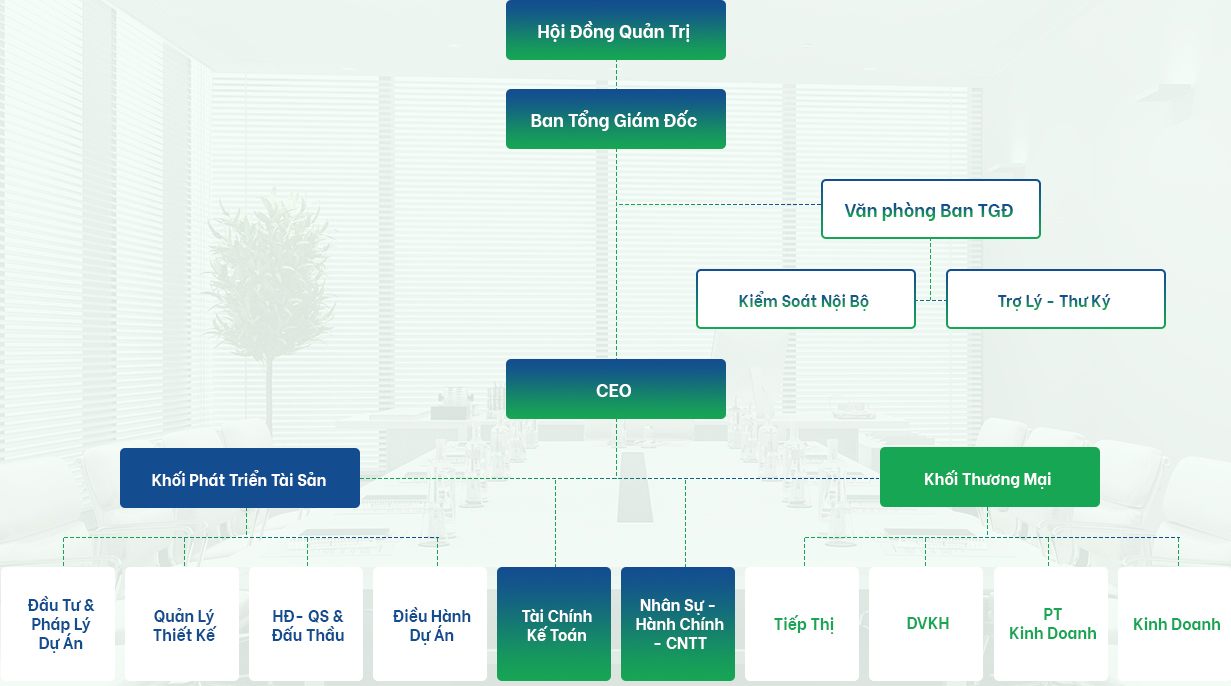 Hội Đồng Quản Trị
Ban Tổng Giám Đốc
Văn phòng Ban TGĐ
Kiểm Soát Nội Bộ
Trợ Lý - Thư Ký
CEO
Khối Phát Triển Tài Sản
Khối Thương Mại
Đầu Tư &
Pháp Lý
Dự Án
Quản Lý
Thiết Kế
HĐ- QS &
Đấu Thầu
Điều Hành
Dự Án
Tài Chính
Kế Toán
Nhân Sự -
Hành Chính
- CNTT
Tiếp Thị
DVKH
PT
Kinh Doanh
Kinh Doanh